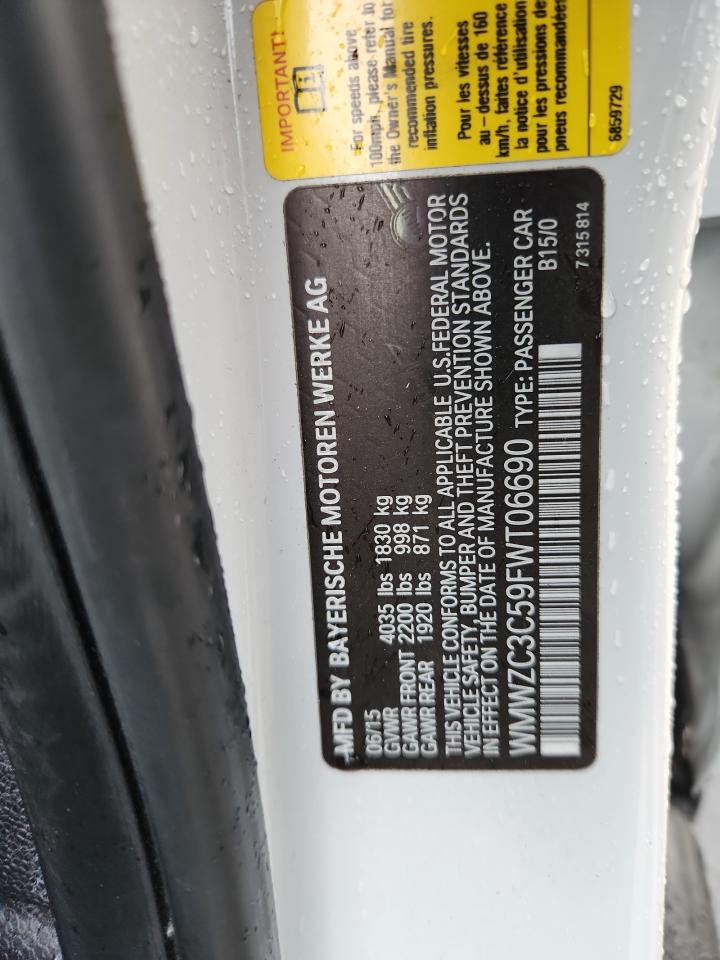 IMPORTANT!
For speeds above
100mph, please refer to
the Owner's Manual for
recommended tire
inflation pressures.
Pour les vitesses
au - dessus de 160
km/h, faites référence
la notice d'utilisation
pour les pressions de
pneus recommandées
6859729
MFD BY BAYERISCHE MOTOREN WERKE AG
06/15
GVWR 4035 lbs 1830 kg
GAWR FRONT 2200 lbs 998 kg
GAWR REAR 1920 lbs 871 kg
THIS VEHICLE CONFORMS TO ALL APPLICABLE U.S. FEDERAL MOTOR
VEHICLE SAFETY, BUMPER AND THEFT PREVENTION STANDARDS
IN EFFECT ON THE DATE OF MANUFACTURE SHOWN ABOVE.
WMWZC3C59FWT06690 TYPE: PASSENGER CAR
B15/0
7315814